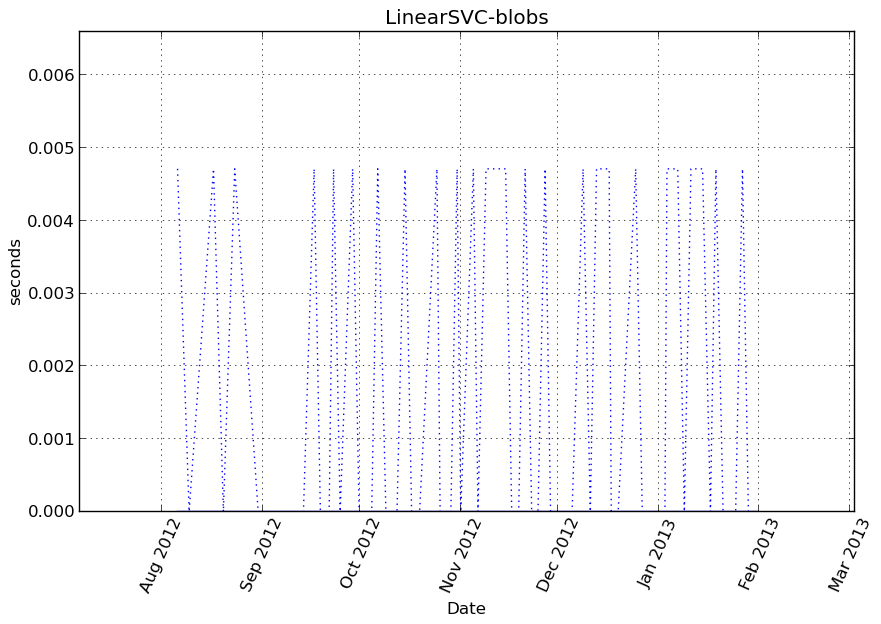 LinearSVC-blobs
0.006
0.005
0.004
0.003
0.002
0.001
0.000
seconds
Aug 2012
Sep 2012
Oct 2012
Nov 2012
Dec 2012
Jan 2013
Feb 2013
Mar 2013
Date